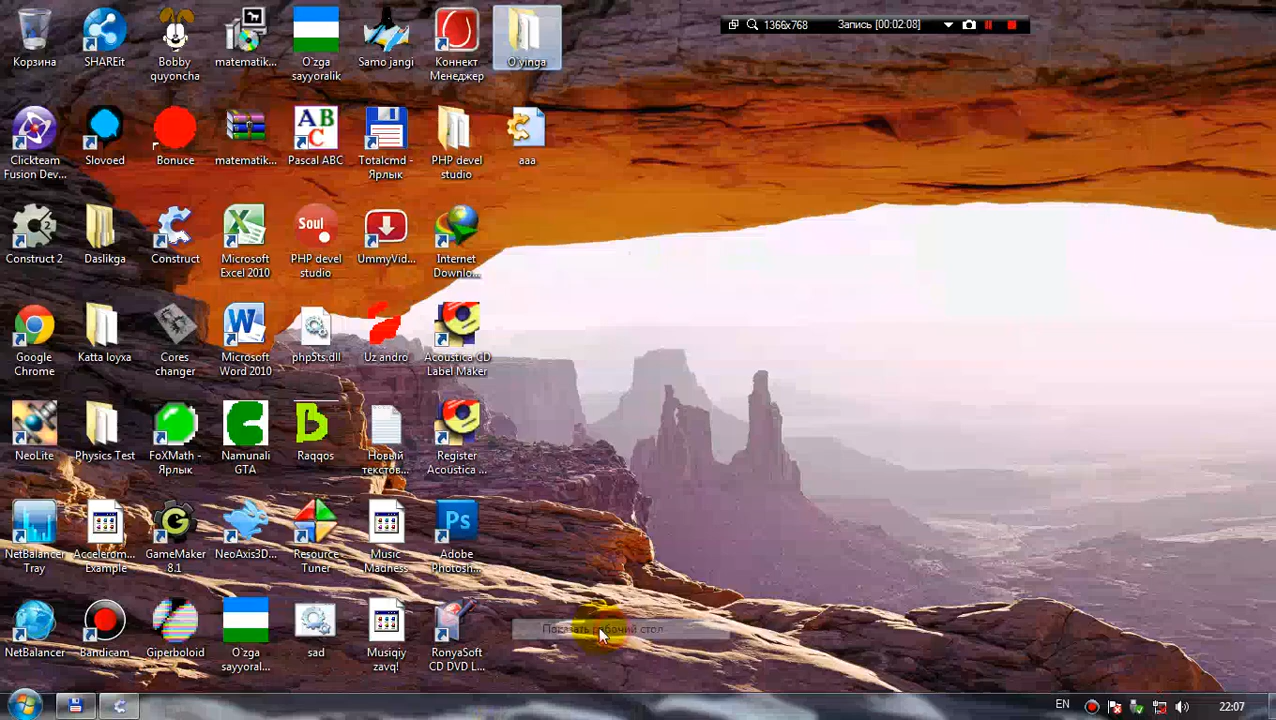 1366x768 Запись [00:02:08]
Корзина
SHAREit
Bobby quyoncha
matematik...
O'zga sayyoralik
Samo jangi
Коннект Менеджер
O'yinga
Clickteam Fusion Dev...
Slovoed
Bonuce
matematik...
Pascal ABC
Totalcmd - Ярлык
PHP devel studio
aaa
Construct 2
Daslikga
Construct
Microsoft Excel 2010
Soul
PHP devel studio
UmmyVid...
Internet Downlo...
Google Chrome
Katta loyxa
Cores changer
Microsoft Word 2010
php5ts.dll
Uz andro
Acoustica CD Label Maker
NeoLite
Physics Test
FoXMath - Ярлык
Namunali GTA
Raqqos
Новый текстов...
Register Acoustica ...
NetBalancer Tray
Accelerom... Example
GameMaker 8.1
NeoAxis3D...
Resource Tuner
Music Madness
Ps
Adobe Photosh...
NetBalancer
Bandicam
Giperboloid
O'zga sayyoral...
sad
Musiqiy zavq!
RonyaSoft CD DVD L...
Показать рабочий стол
EN
22:07